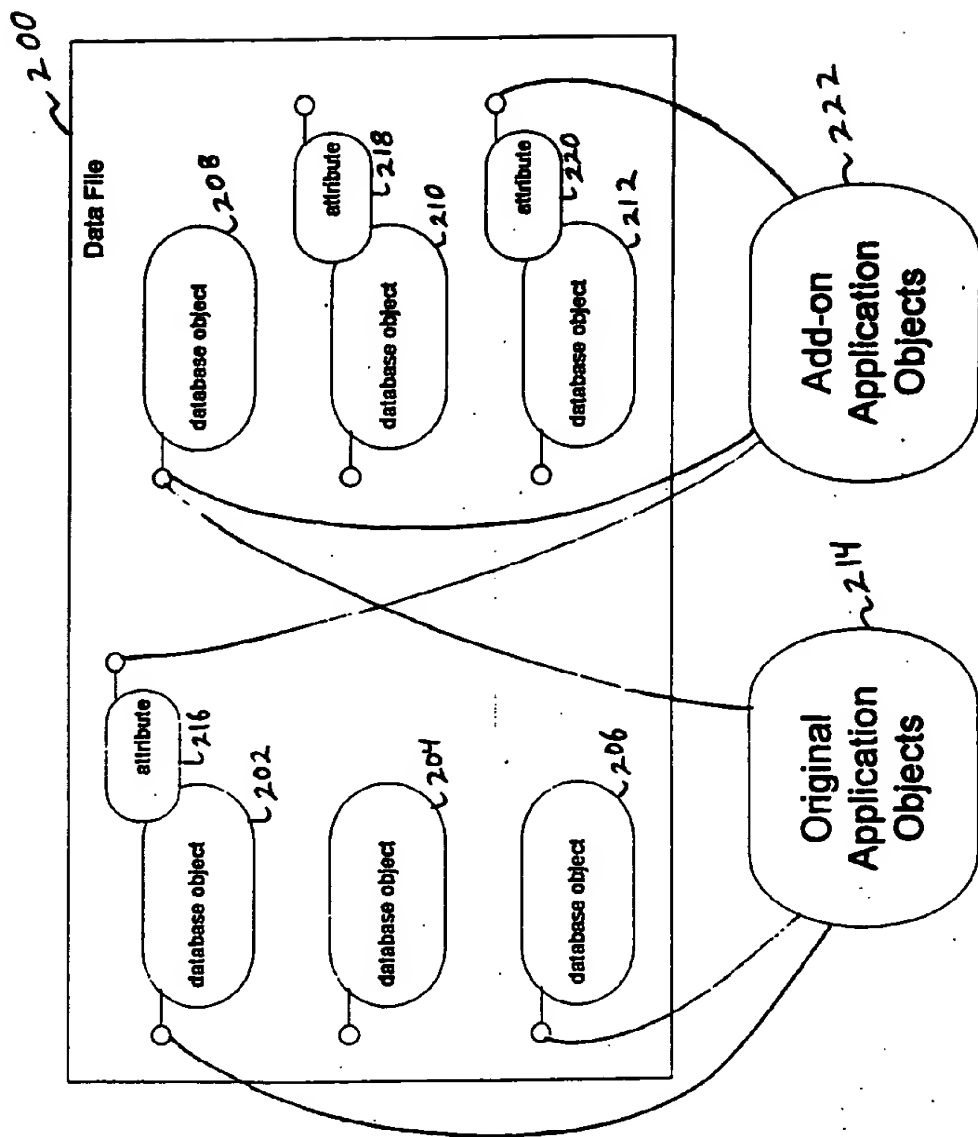 200
Data File
attribute
216
database object
202
database object
204
database object
206
database object
208
attribute
218
database object
210
attribute
220
database object
212
Original
Application
Objects
214
Add-on
Application
Objects
222